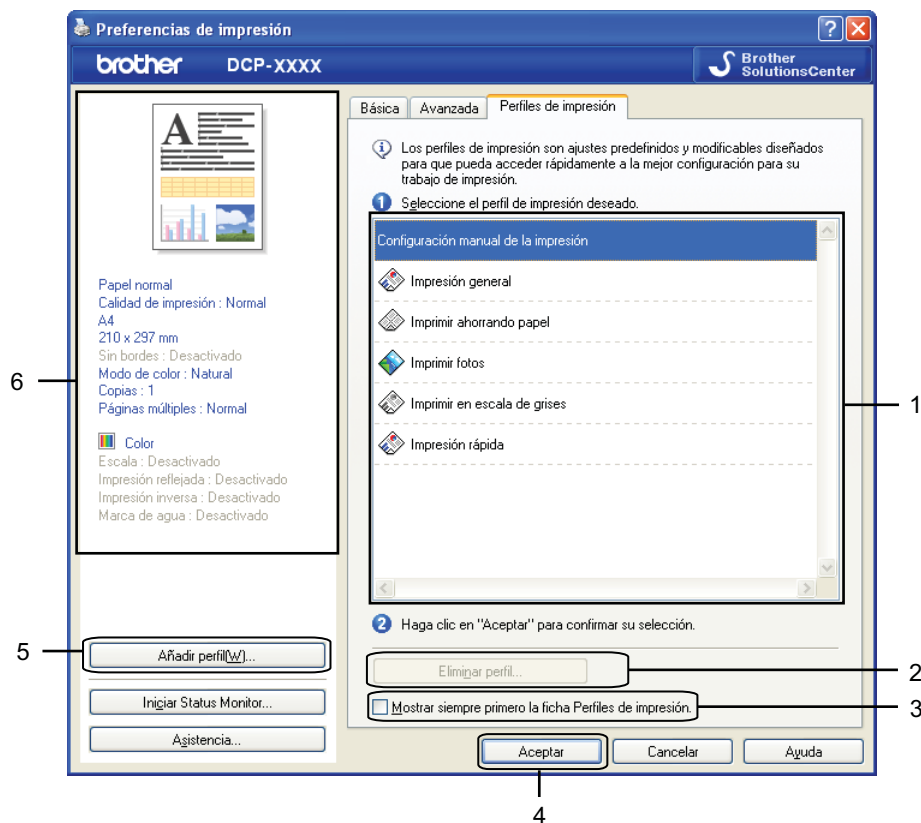 Preferencias de impresión
brother DCP-XXXX
Brother
SolutionsCenter
A
Papel normal
Calidad de impresión : Normal
A4
210 x 297 mm
Sin bordes : Desactivado
Modo de color : Natural
Copias : 1
Páginas múltiples : Normal
Color
Escala : Desactivado
Impresión reflejada : Desactivado
Impresión inversa : Desactivado
Marca de agua : Desactivado
6
Añadir perfil(W)...
5
Iniciar Status Monitor...
Asistencia...
Básica Avanzada Perfiles de impresión
Los perfiles de impresión son ajustes predefinidos y modificables diseñados
para que pueda acceder rápidamente a la mejor configuración para su
trabajo de impresión.
1 Seleccione el perfil de impresión deseado.
Configuración manual de la impresión
Impresión general
Imprimir ahorrando papel
Imprimir fotos
Imprimir en escala de grises
Impresión rápida
1
2 Haga clic en "Aceptar" para confirmar su selección.
Eliminar perfil...
2
Mostrar siempre primero la ficha Perfiles de impresión.
3
Aceptar Cancelar Ayuda
4